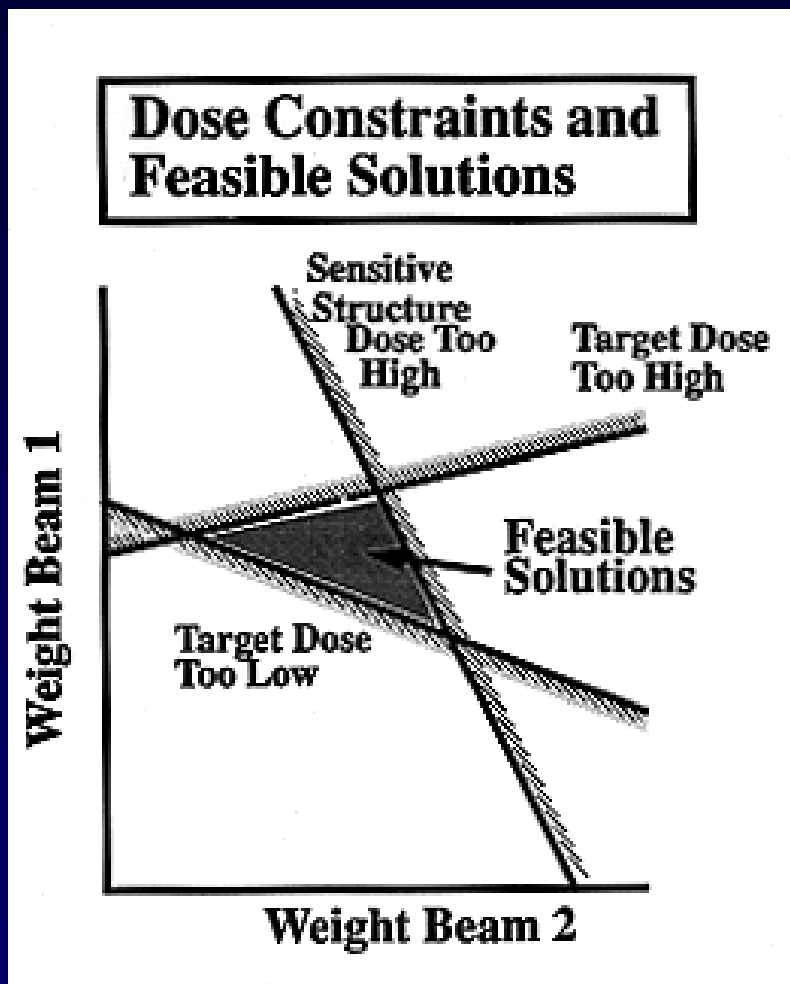 Dose Constraints and
Feasible Solutions
Sensitive
Structure
Dose Too
High
Target Dose
Too High
Feasible
Solutions
Target Dose
Too Low
Weight Beam 1
Weight Beam 2